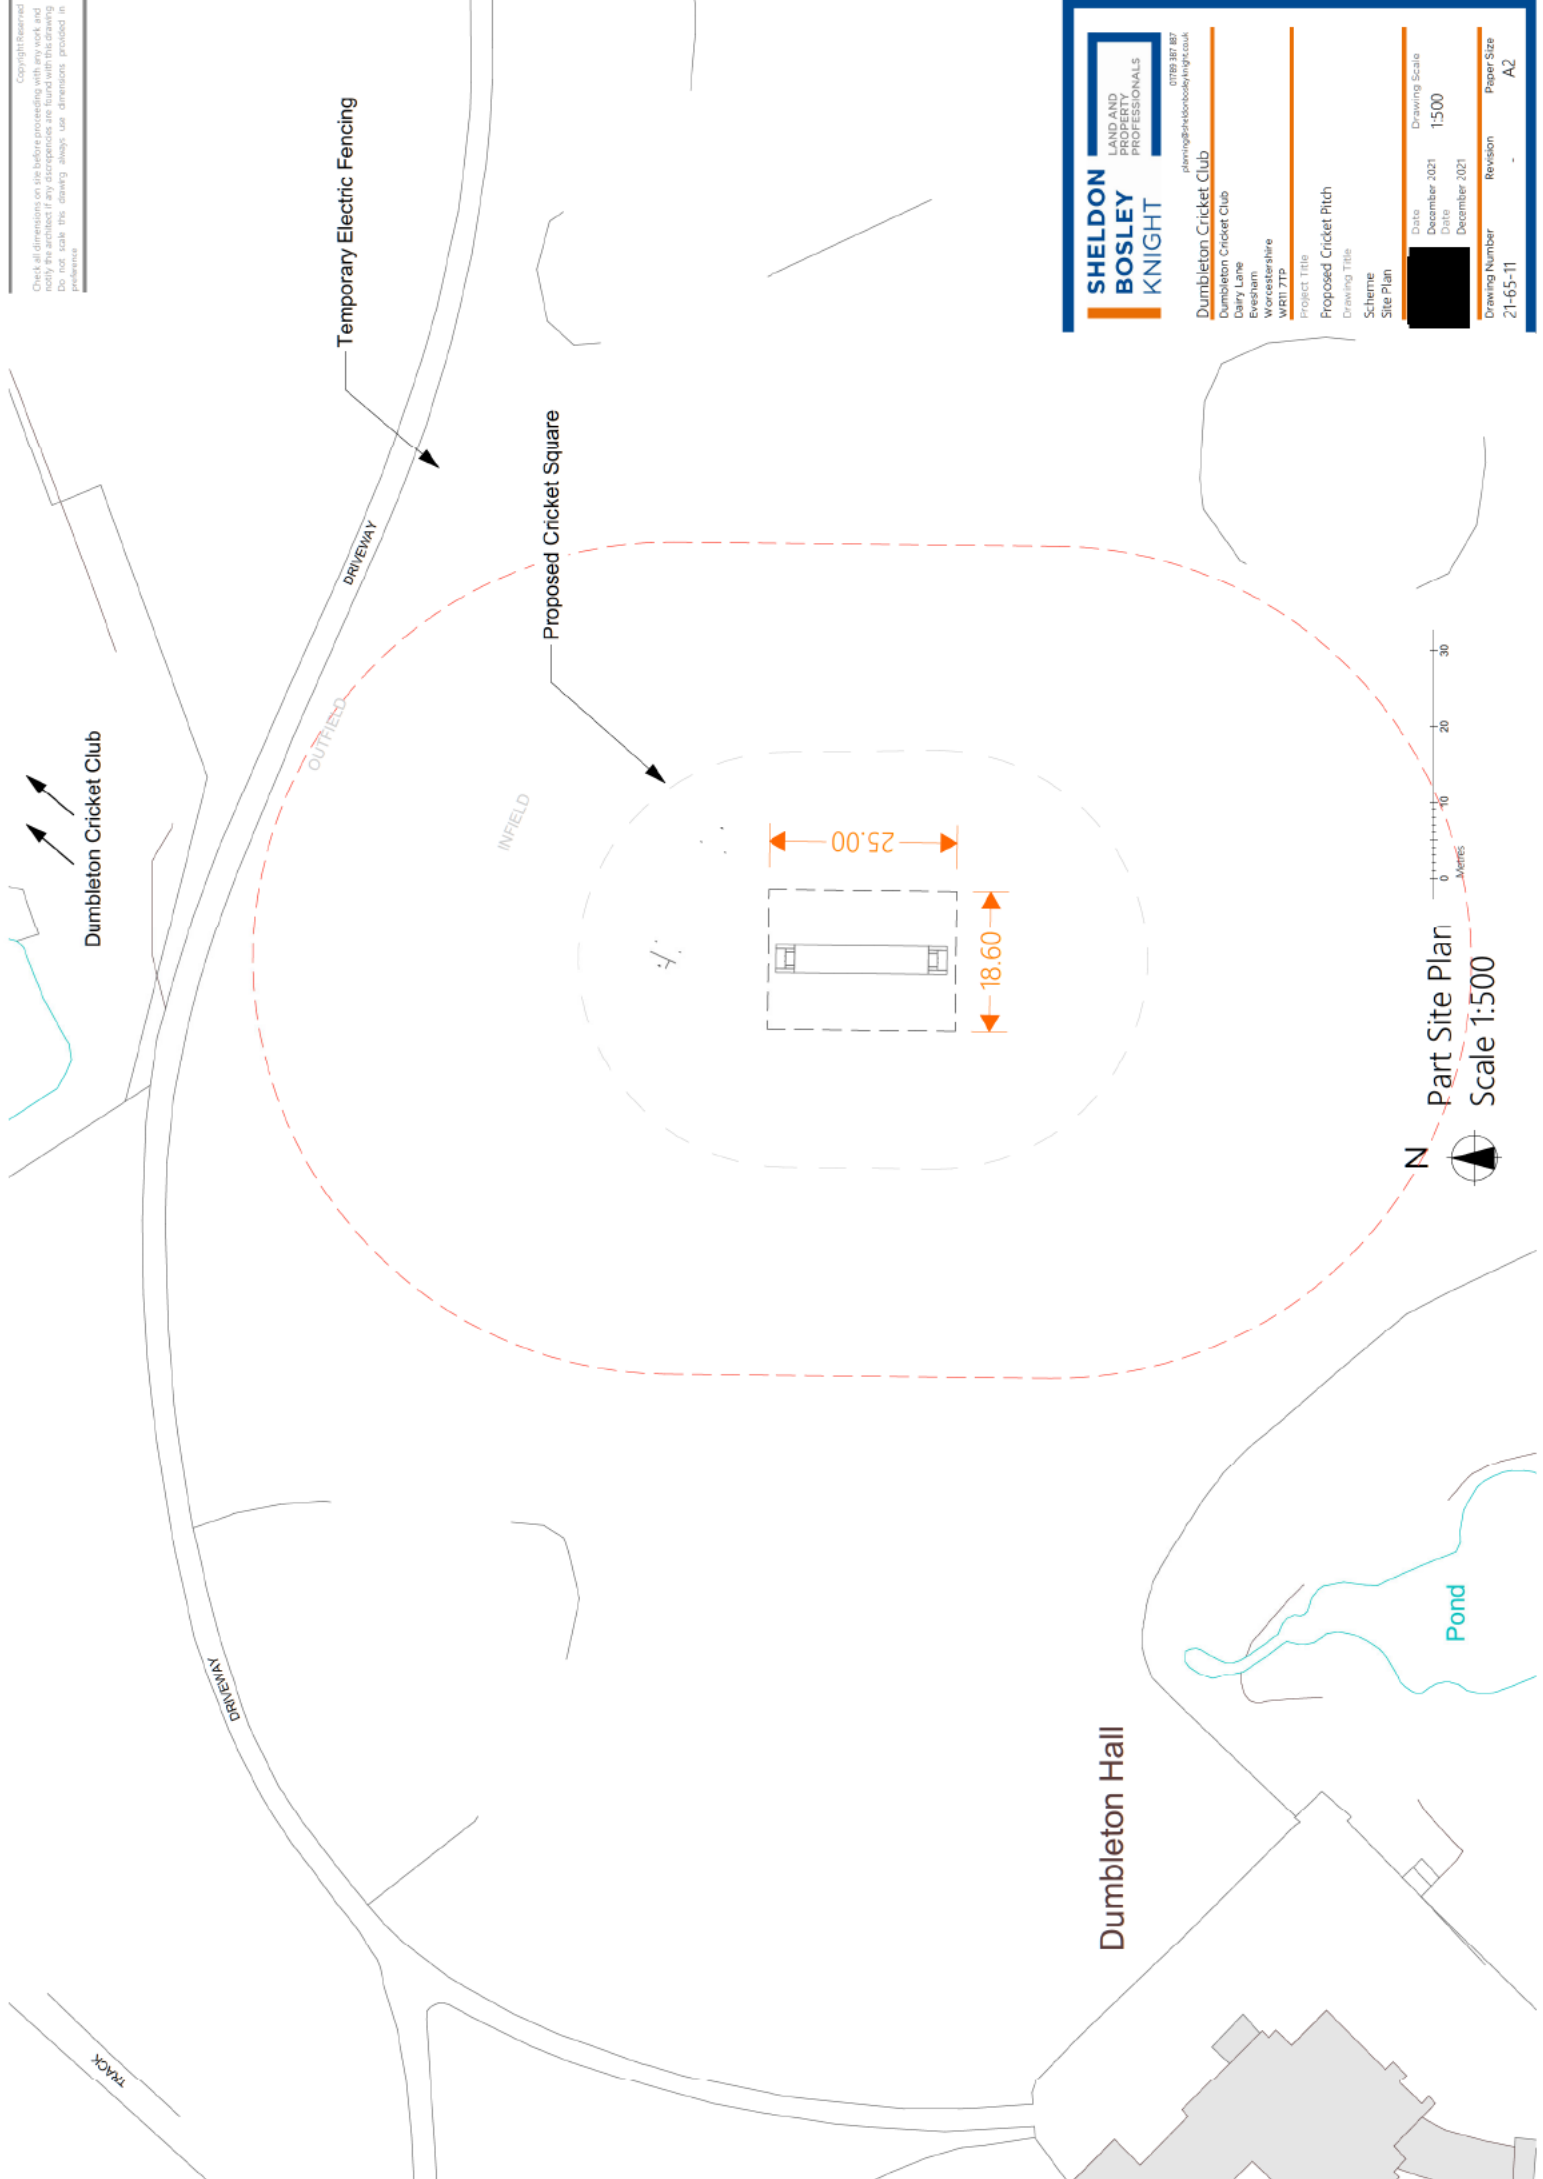 Copyright Reserved
Check all dimensions on site before proceeding with any work and
notify the architect if any discrepencies are found with this drawing
Do not scale this drawing always use dimensions provided in
preference
Dumbleton Cricket Club
Temporary Electric Fencing
DRIVEWAY
Proposed Cricket Square
OUTFIELD
INFIELD
25.00
18.60
DRIVEWAY
TRACK
Dumbleton Hall
Pond
N
Part Site Plan
Scale 1:500
0 10 20 30
Metres
SHELDON
BOSLEY
KNIGHT
LAND AND
PROPERTY
PROFESSIONALS
01789 387 887
planning@sheldonbosleyknight.co.uk
Dumbleton Cricket Club
Dumbleton Cricket Club
Dairy Lane
Evesham
Worcestershire
WR11 7TP
Project Title
Proposed Cricket Pitch
Drawing Title
Scheme
Site Plan
Date
December 2021
Date
December 2021
Drawing Scale
1:500
Drawing Number Revision Paper Size
21-65-11 - A2